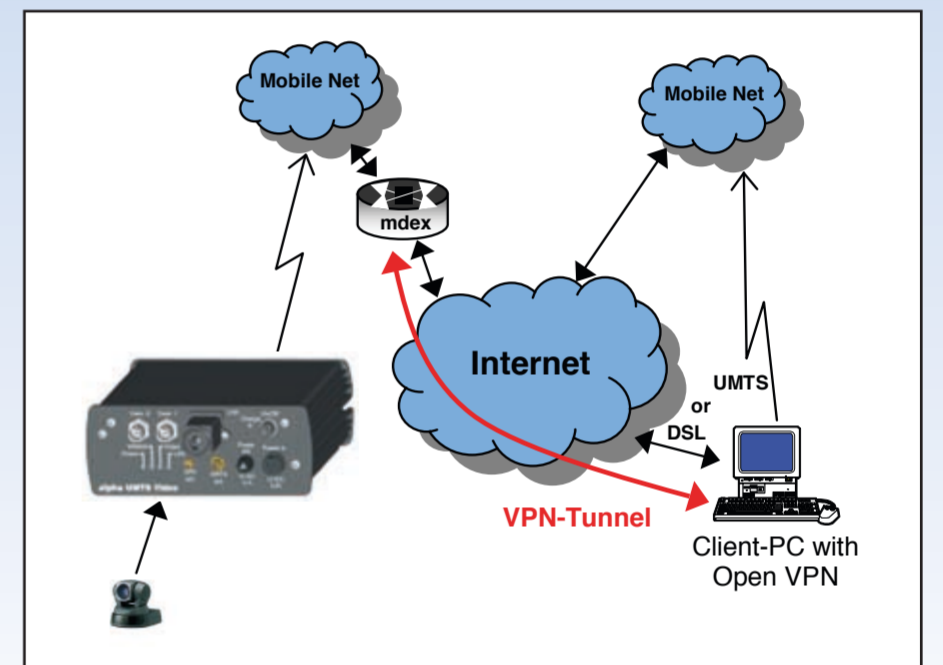 Mobile Net
Mobile Net
mdex
Internet
UMTS
or
DSL
VPN-Tunnel
alpha UMTS Video
Client-PC with
Open VPN